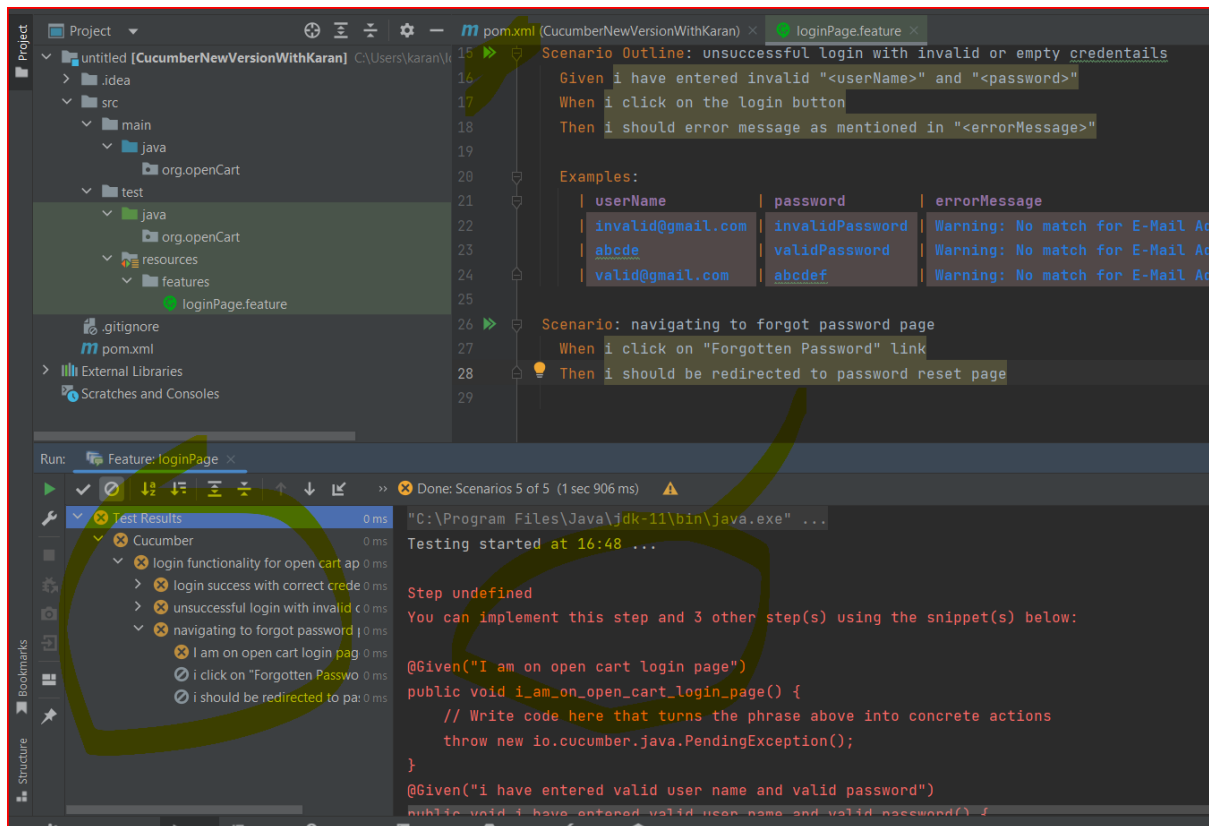 Project
Project
pom.xml (CucumberNewVersionWithKaran)
loginPage.feature
untitled [CucumberNewVersionWithKaran] C:\Users\karan\
.idea
src
main
java
org.openCart
test
java
org.openCart
resources
features
loginPage.feature
.gitignore
pom.xml
External Libraries
Scratches and Consoles
15 Scenario Outline: unsuccessful login with invalid or empty credentails
16 Given i have entered invalid "<userName>" and "<password>"
17 When i click on the login button
18 Then i should error message as mentioned in "<errorMessage>"
19
20 Examples:
21 | userName | password | errorMessage
22 | invalid@gmail.com | invalidPassword | Warning: No match for E-Mail Ad
23 | abcde | validPassword | Warning: No match for E-Mail Ad
24 | valid@gmail.com | abcdef | Warning: No match for E-Mail Ad
25
26 Scenario: navigating to forgot password page
27 When i click on "Forgotten Password" link
28 Then i should be redirected to password reset page
29
Run: Feature: loginPage
Done: Scenarios 5 of 5 (1 sec 906 ms)
Test Results 0 ms
Cucumber 0 ms
login functionality for open cart ap 0 ms
login success with correct crede 0 ms
unsuccessful login with invalid c 0 ms
navigating to forgot password p 0 ms
I am on open cart login pag 0 ms
i click on "Forgotten Passwo 0 ms
i should be redirected to pa: 0 ms
"C:\Program Files\Java\jdk-11\bin\java.exe" ...
Testing started at 16:48 ...
Step undefined
You can implement this step and 3 other step(s) using the snippet(s) below:
@Given("I am on open cart login page")
public void i_am_on_open_cart_login_page() {
// Write code here that turns the phrase above into concrete actions
throw new io.cucumber.java.PendingException();
}
@Given("i have entered valid user name and valid password")
public void i have entered valid user name and valid password() {
Bookmarks
Structure